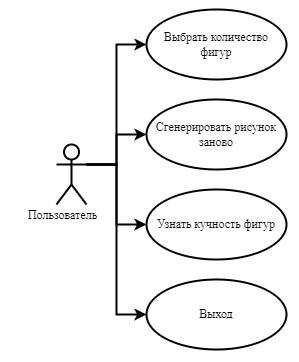 Выбрать количество
фигур
Сгенерировать рисунок
заново
Пользователь
Узнать кучность фигур
Выход